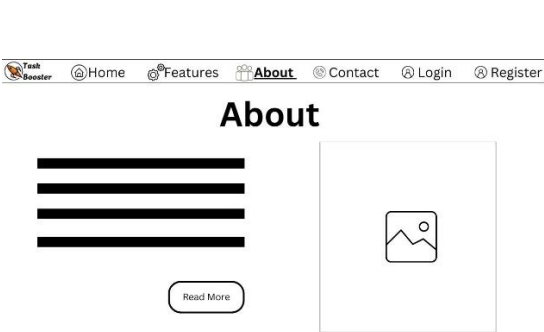 Task
Booster
Home Features About Contact Login Register
About
Read More